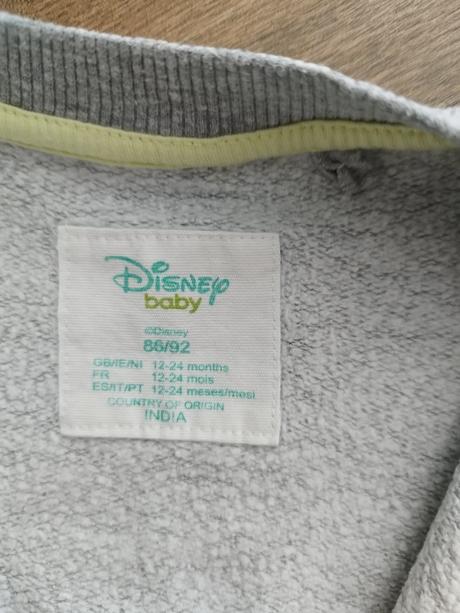 Disney
baby
©Disney
86/92
GB/IE/NI 12-24 months
FR 12-24 mois
ES/IT/PT 12-24 meses/mesi
COUNTRY OF ORIGIN
INDIA